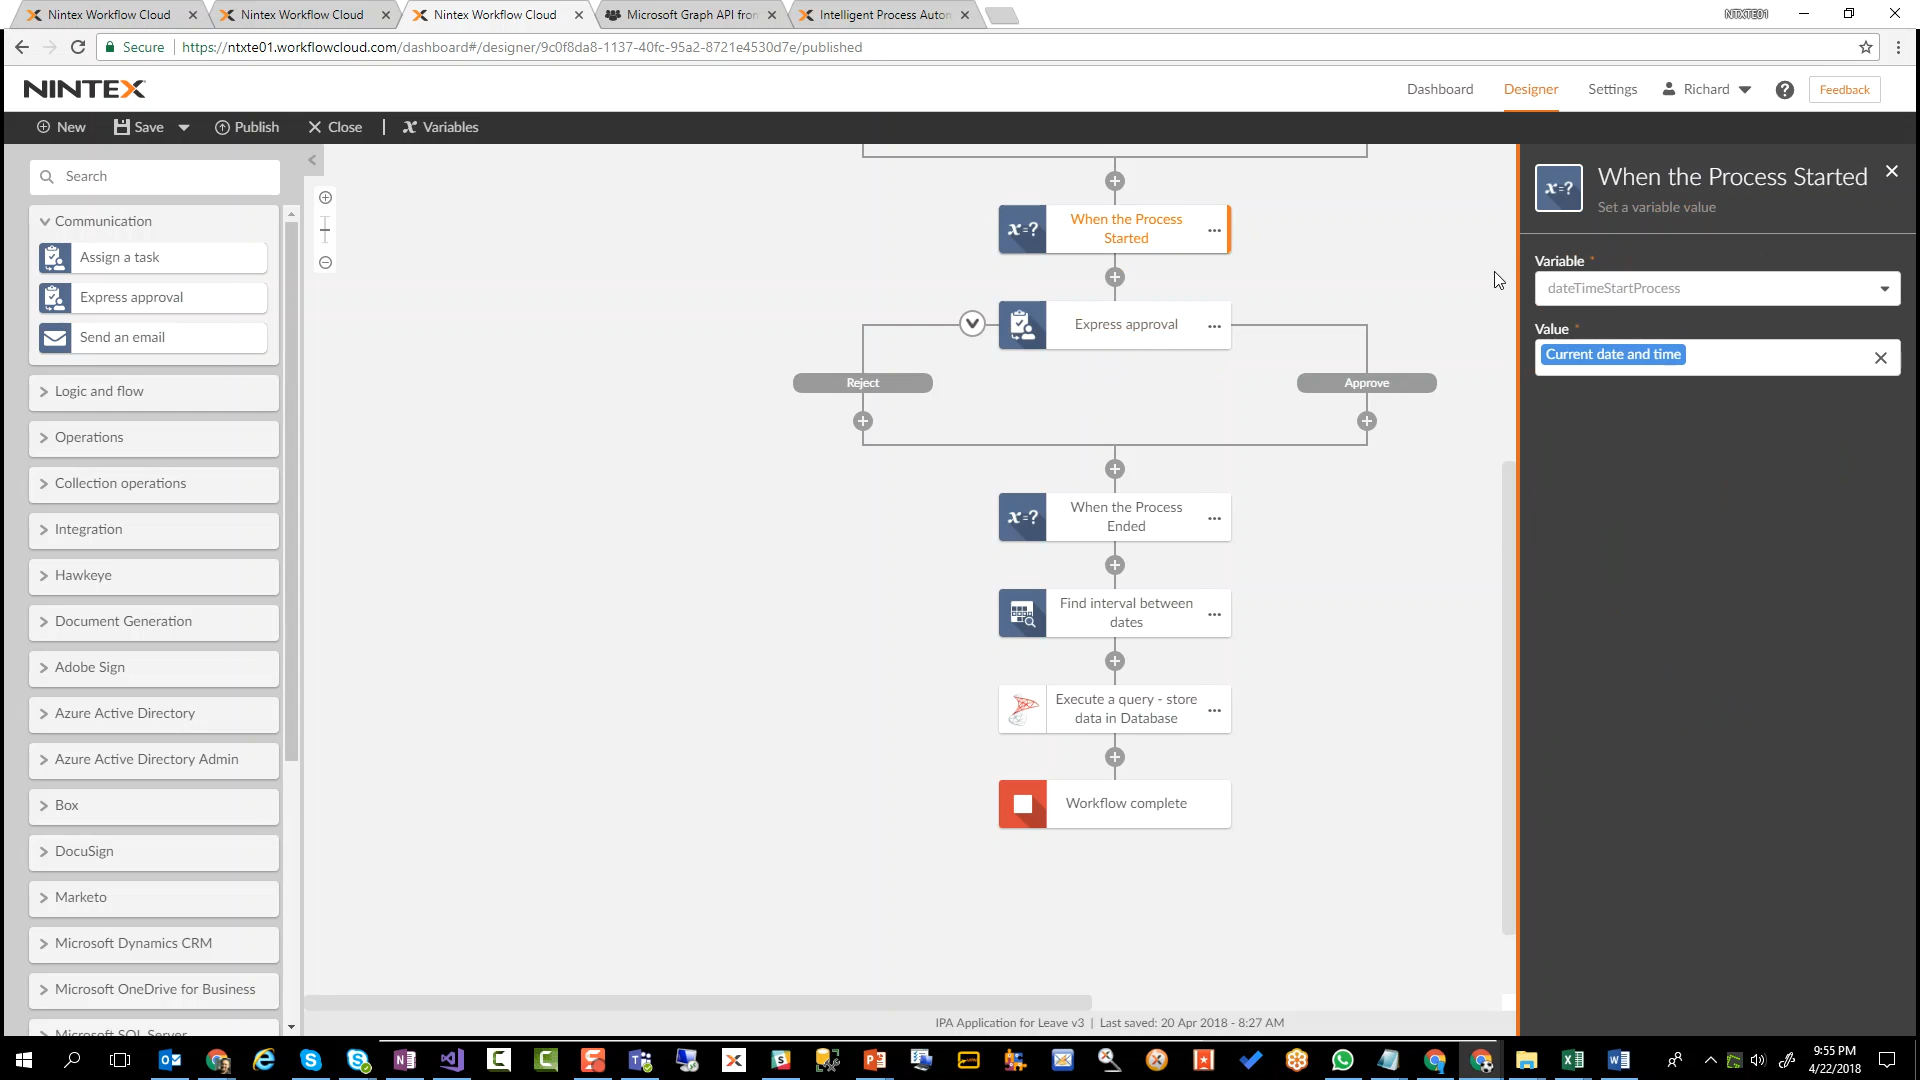 Nintex Workflow Cloud
Nintex Workflow Cloud
Nintex Workflow Cloud
Microsoft Graph API fron
Intelligent Process Auton
NTXTE01
Secure
https://ntxte01.workflowcloud.com/dashboard#/designer/9c0f8da8-1137-40fc-95a2-8721e4530d7e/published
NINTEX
Dashboard
Designer
Settings
Richard
?
Feedback
New
Save
Publish
Close
Variables
Search
Communication
Assign a task
Express approval
Send an email
Logic and flow
Operations
Collection operations
Integration
Hawkeye
Document Generation
Adobe Sign
Azure Active Directory
Azure Active Directory Admin
Box
DocuSign
Marketo
Microsoft Dynamics CRM
Microsoft OneDrive for Business
Microsoft SQL Server
x=?
When the Process
Started
Express approval
Reject
Approve
x=?
When the Process
Ended
Find interval between
dates
Execute a query - store
data in Database
Workflow complete
IPA Application for Leave v3 | Last saved: 20 Apr 2018 - 8:27 AM
x=?
When the Process Started
Set a variable value
Variable *
dateTimeStartProcess
Value *
Current date and time
9:55 PM
4/22/2018